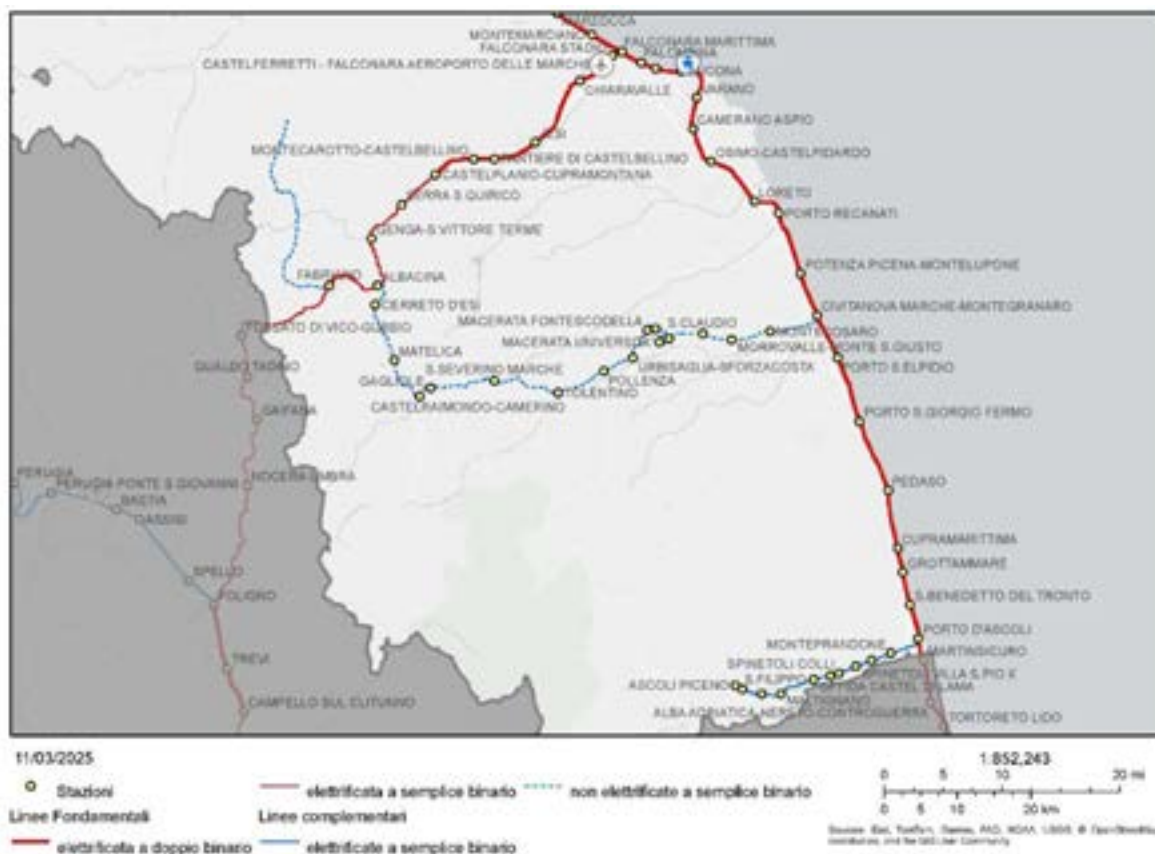 MONTEMARCIANO
FALCONARA MARITTIMA
CASTELFERRETTI - FALCONARA AEROPORTO DELLE MARCHE
CHIARAVALLE
VARANO
CAMERANO ASPIO
MONTECAROTTO-CASTELBELLINO
OSIMO-CASTELFIDARDO
CASTELPLANIO-CUPRAMONTANA
SERRA S.QUIRICO
LORETO
PORTO RECANATI
GENGA-S.VITTORE TERME
POTENZA PICENA-MONTELUPONE
FABRIANO
ALBACINA
CERRETO D'ESI
CIVITANOVA MARCHE-MONTEGRANARO
MACERATA FONTESCODELLA
S.CLAUDIO
FOSSATO DI VICO-GUBBIO
MORROVALLE-MONTE S.GIUSTO
MATELICA
URBISAGLIA-SFORZACOSTA
PORTO S.ELPIDIO
GUALDO TADINO
S.SEVERINO MARCHE
GAGLIOLE
POLLENZA
TOLENTINO
CASTELRAIMONDO-CAMERINO
GAIFANA
PORTO S.GIORGIO FERMO
PERUGIA
NOCERA UMBRA
PERUGIA PONTE S.GIOVANNI
PEDASO
BASTIA
ASSISI
CUPRAMARITTIMA
GROTTAMMARE
SPELLO
FOLIGNO
S.BENEDETTO DEL TRONTO
PORTO D'ASCOLI
MONTEPRANDONE
MARTINSICURO
TREVI
SPINETOLI COLLI
ASCOLI PICENO
S.FILIPPO
CAMPELLO SUL CLITUNNO
ALBA ADRIATICA-NERETO-CONTROGUERRA
TORTORETO LIDO
11/03/2025
1:852,243
Stazioni
elettrificata a semplice binario
non elettrificate a semplice binario
0 5 10 20 mi
0 5 10 20 km
Linee Fondamentali
Linee complementari
elettrificata a doppio binario
elettrificate a semplice binario